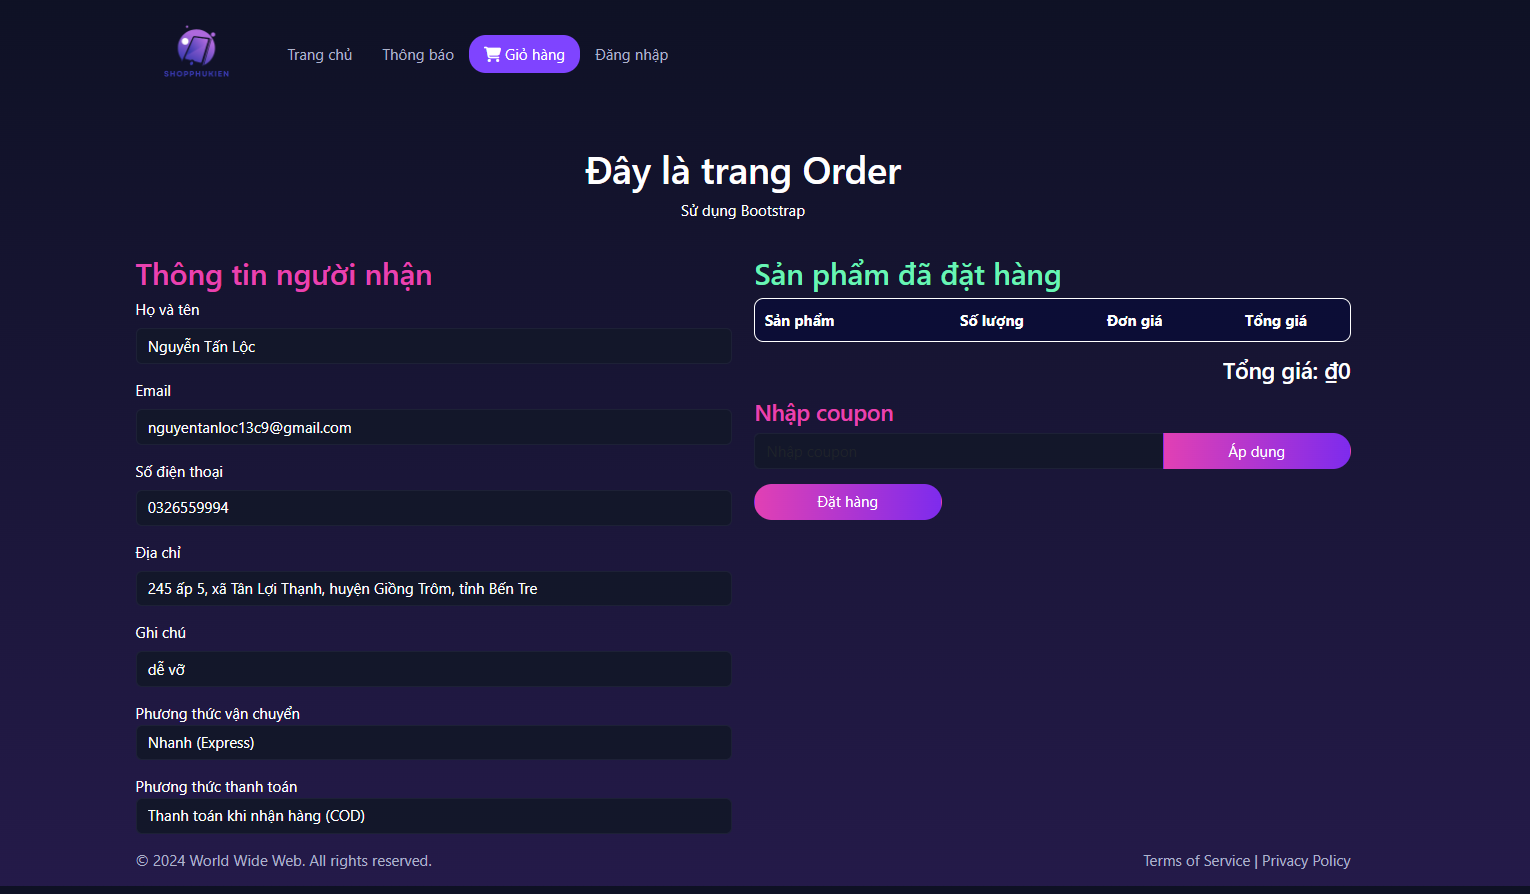 SHOPPHUKIEN
Trang chủ Thông báo Giỏ hàng Đăng nhập
Đây là trang Order
Sử dụng Bootstrap
Thông tin người nhận
Họ và tên
Nguyễn Tấn Lộc
Email
nguyentanloc13c9@gmail.com
Số điện thoại
0326559994
Địa chỉ
245 ấp 5, xã Tân Lợi Thạnh, huyện Giồng Trôm, tỉnh Bến Tre
Ghi chú
dễ vỡ
Phương thức vận chuyển
Nhanh (Express)
Phương thức thanh toán
Thanh toán khi nhận hàng (COD)
Sản phẩm đã đặt hàng
Sản phẩm Số lượng Đơn giá Tổng giá
Tổng giá: ₫0
Nhập coupon
Nhập coupon Áp dụng
Đặt hàng
© 2024 World Wide Web. All rights reserved. Terms of Service | Privacy Policy